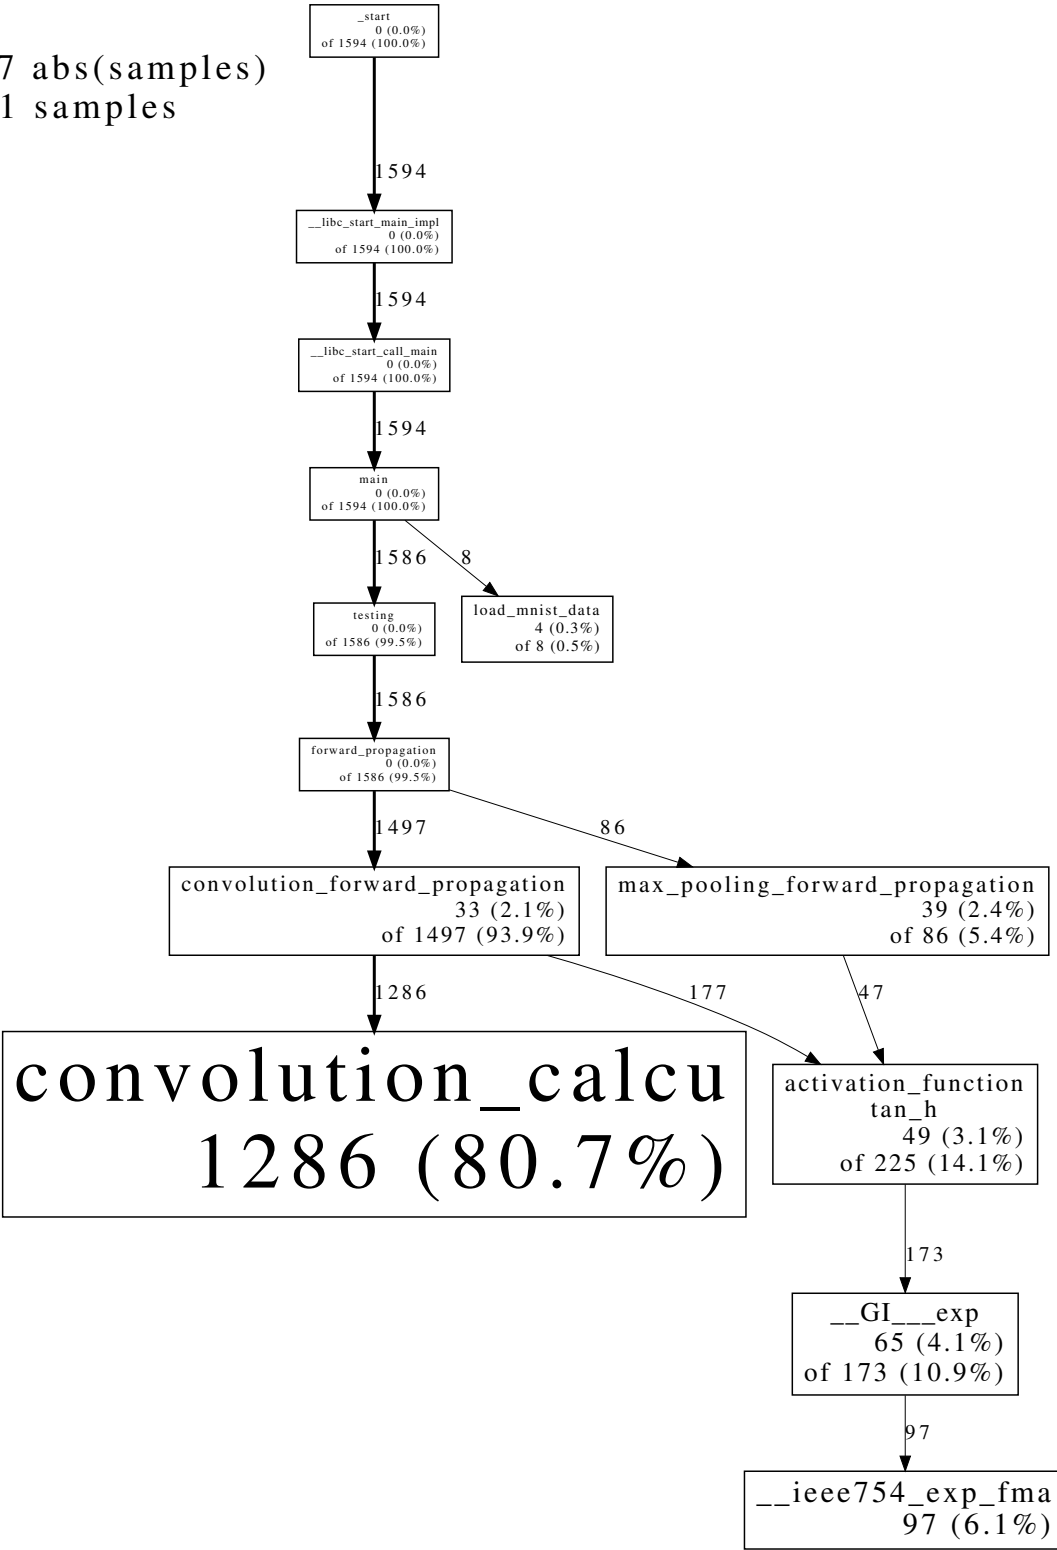 _start
0 (0.0%)
of 1594 (100.0%)
7 abs(samples)
1 samples
1594
__libc_start_main_impl
0 (0.0%)
of 1594 (100.0%)
1594
__libc_start_call_main
0 (0.0%)
of 1594 (100.0%)
1594
main
0 (0.0%)
of 1594 (100.0%)
1586
8
testing
0 (0.0%)
of 1586 (99.5%)
load_mnist_data
4 (0.3%)
of 8 (0.5%)
1586
forward_propagation
0 (0.0%)
of 1586 (99.5%)
1497
86
convolution_forward_propagation
33 (2.1%)
of 1497 (93.9%)
max_pooling_forward_propagation
39 (2.4%)
of 86 (5.4%)
1286
177
47
convolution_calcu
1286 (80.7%)
activation_function
tan_h
49 (3.1%)
of 225 (14.1%)
173
__GI___exp
65 (4.1%)
of 173 (10.9%)
97
__ieee754_exp_fma
97 (6.1%)